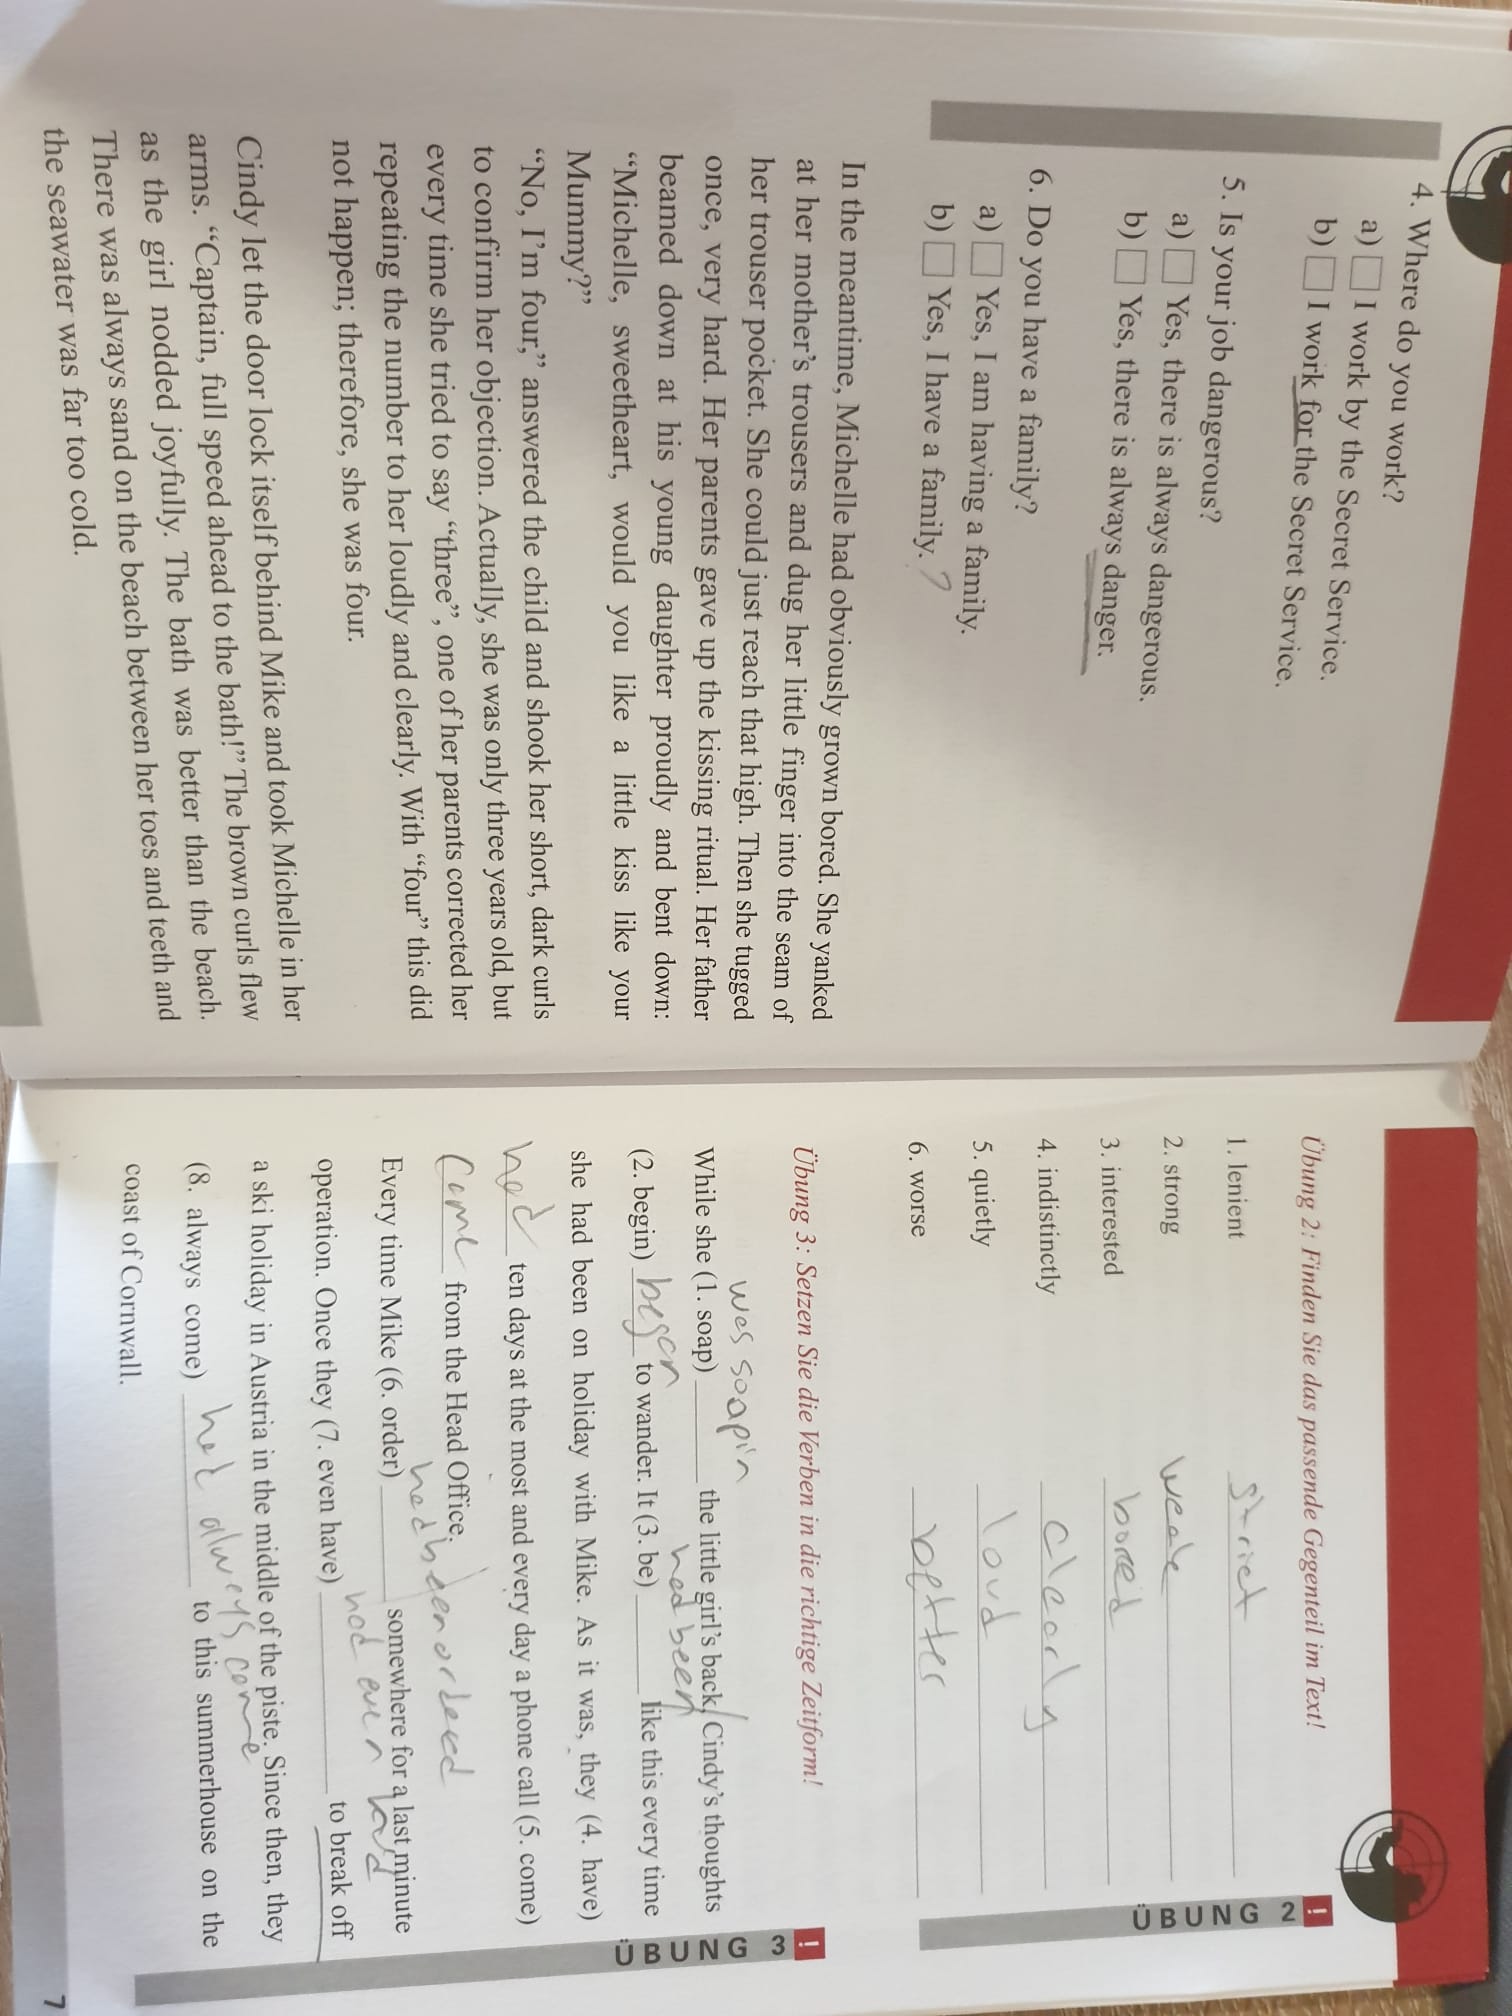 4. Where do you work?
a) I work by the Secret Service.
b) I work for the Secret Service.
5. Is your job dangerous?
a) Yes, there is always dangerous.
b) Yes, there is always danger.
6. Do you have a family?
a) Yes, I am having a family.
b) Yes, I have a family. ?
In the meantime, Michelle had obviously grown bored. She yanked
at her mother's trousers and dug her little finger into the seam of
her trouser pocket. She could just reach that high. Then she tugged
once, very hard. Her parents gave up the kissing ritual. Her father
beamed down at his young daughter proudly and bent down:
“Michelle, sweetheart, would you like a little kiss like your
Mummy?”
“No, I'm four,” answered the child and shook her short, dark curls
to confirm her objection. Actually, she was only three years old, but
every time she tried to say “three”, one of her parents corrected her
repeating the number to her loudly and clearly. With “four” this did
not happen; therefore, she was four.
Cindy let the door lock itself behind Mike and took Michelle in her
arms. “Captain, full speed ahead to the bath!” The brown curls flew
as the girl nodded joyfully. The bath was better than the beach.
There was always sand on the beach between her toes and teeth and
the seawater was far too cold.
Übung 2: Finden Sie das passende Gegenteil im Text!
1. lenient strict
2. strong weak
3. interested bored
4. indistinctly clearly
5. quietly loud
6. worse better
ÜBUNG 2 !
Übung 3: Setzen Sie die Verben in die richtige Zeitform!
was soapin
While she (1. soap) ______ the little girl's back, Cindy's thoughts
had been
(2. begin) began to wander. It (3. be) ______ like this every time
she had been on holiday with Mike. As it was, they (4. have)
had ten days at the most and every day a phone call (5. come)
came from the Head Office.
had been ordered
Every time Mike (6. order) ______ somewhere for a last minute
had even had
operation. Once they (7. even have) ______ to break off
a ski holiday in Austria in the middle of the piste. Since then, they
(8. always come) had always come to this summerhouse on the
coast of Cornwall.
ÜBUNG 3 !
7